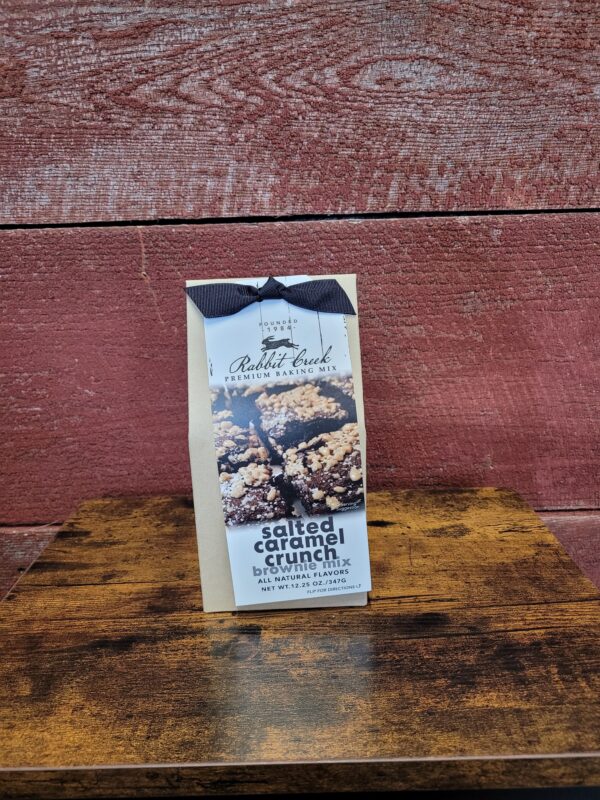 FOUNDED
·1984·
Rabbit Creek
PREMIUM BAKING MIX
salted
caramel
crunch
brownie mix
ALL NATURAL FLAVORS
NET WT.12.25 OZ./347G
FLIP FOR DIRECTIONS